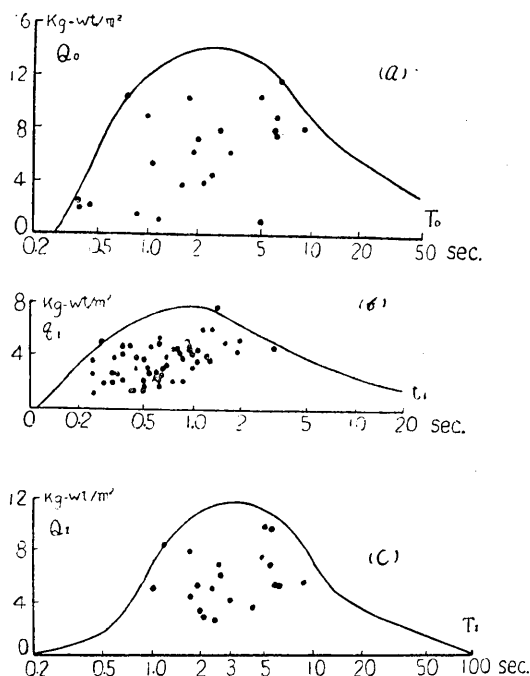 16 Kg-wt/m²
Q₀
(a)
12
8
4
0
T₀
0.2 0.5 1.0 2 5 10 50 sec.
8 Kg-wt/m²
q₁
(b)
4
0
t₁
0.2 0.5 1.0 2 5 10 20 sec.
12 Kg-wt/m²
Q₁
(C)
8
4
0
T₁
0.2 0.5 1.0 2 3 5 10 20 50 100 sec.